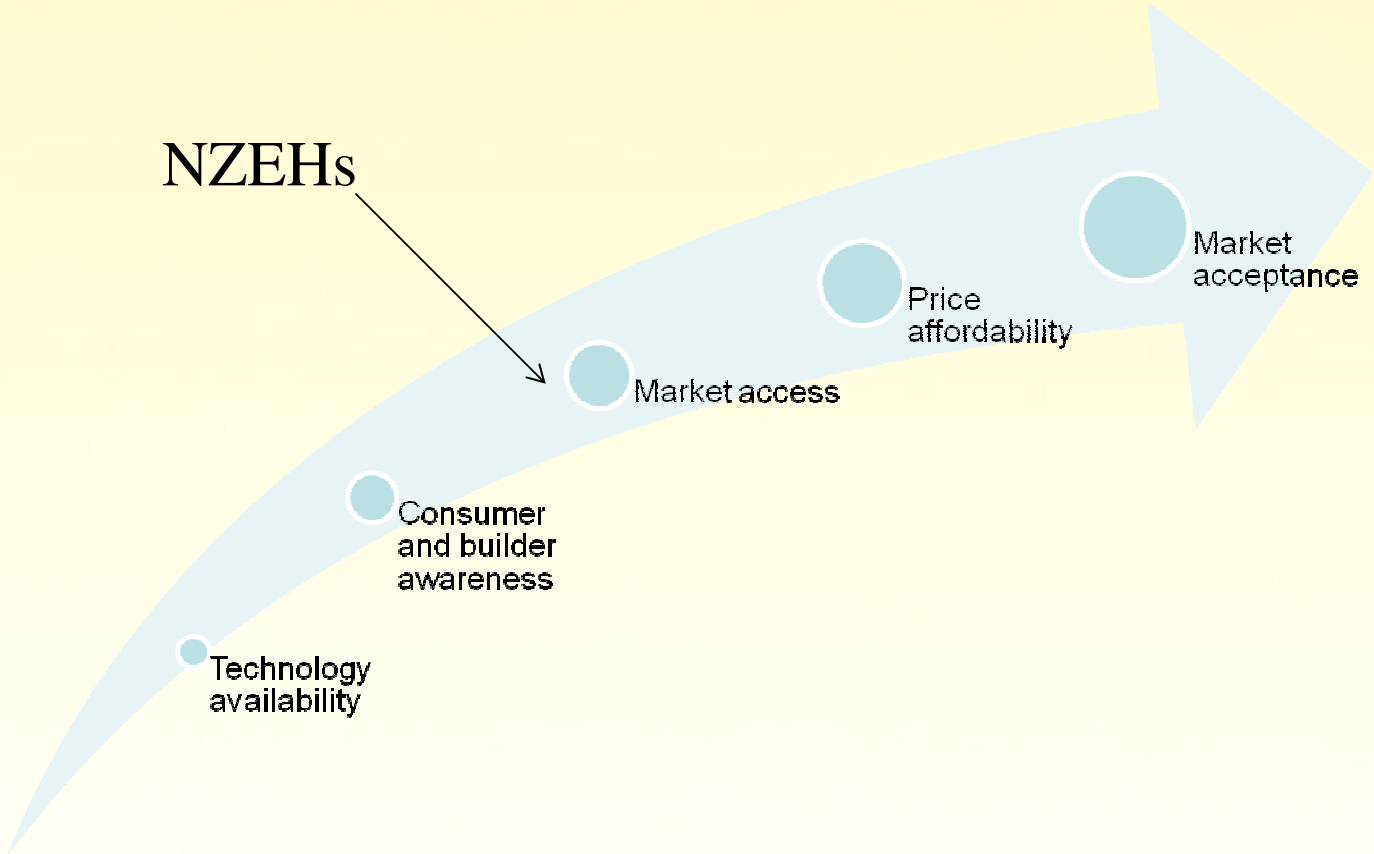 NZEHs
Market
acceptance
Price
affordability
Market access
Consumer
and builder
awareness
Technology
availability